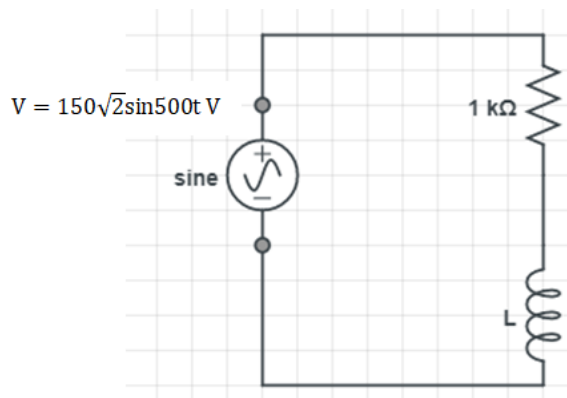 V = 150√2sin500t V
1 kΩ
sine
L